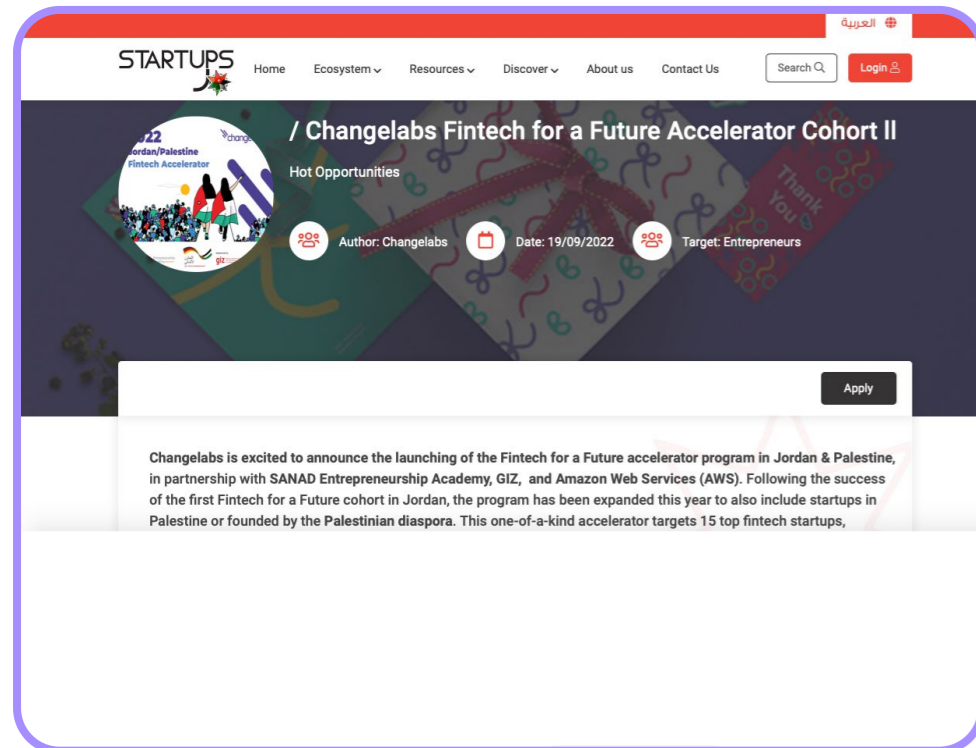 العربية
STARTUPS
Jo
Home
Ecosystem
Resources
Discover
About us
Contact Us
Search
Login
2022
Jordan/Palestine
Fintech Accelerator
change
giz
/ Changelabs Fintech for a Future Accelerator Cohort II
Hot Opportunities
Author: Changelabs
Date: 19/09/2022
Target: Entrepreneurs
Thank
You
Apply
Changelabs is excited to announce the launching of the Fintech for a Future accelerator program in Jordan & Palestine,
in partnership with SANAD Entrepreneurship Academy, GIZ, and Amazon Web Services (AWS). Following the success
of the first Fintech for a Future cohort in Jordan, the program has been expanded this year to also include startups in
Palestine or founded by the Palestinian diaspora. This one-of-a-kind accelerator targets 15 top fintech startups,